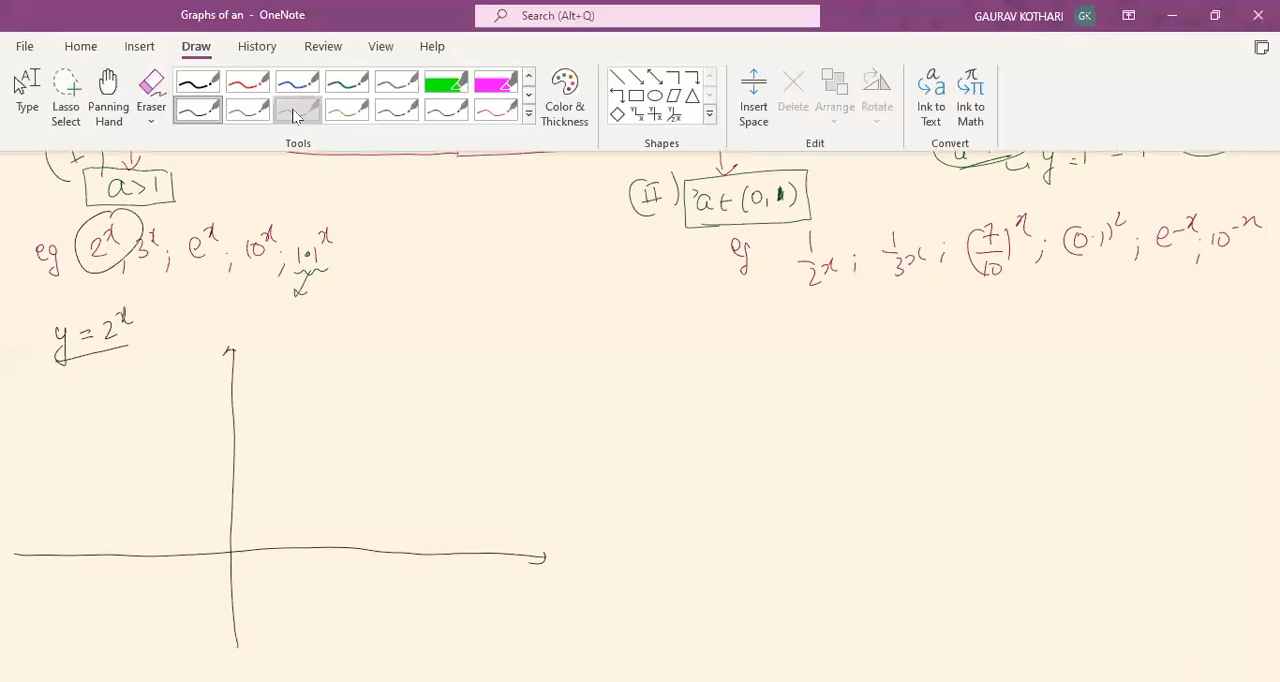 Graphs of an - OneNote
Search (Alt+Q)
GAURAV KOTHARI
GK
File Home Insert Draw History Review View Help
Type
Lasso Select
Panning Hand
Eraser
Color & Thickness
Insert Space
Delete
Arrange
Rotate
Ink to Text
Ink to Math
Tools
Shapes
Edit
Convert
a>1
(II) a∈(0,1)
eg 2^x ; 3^x ; e^x ; 10^x ; 1.1^x
eg 1/2^x ; 1/3^x ; (7/10)^x ; (0.1)^2 ; e^-x ; 10^-x
y = 2^x